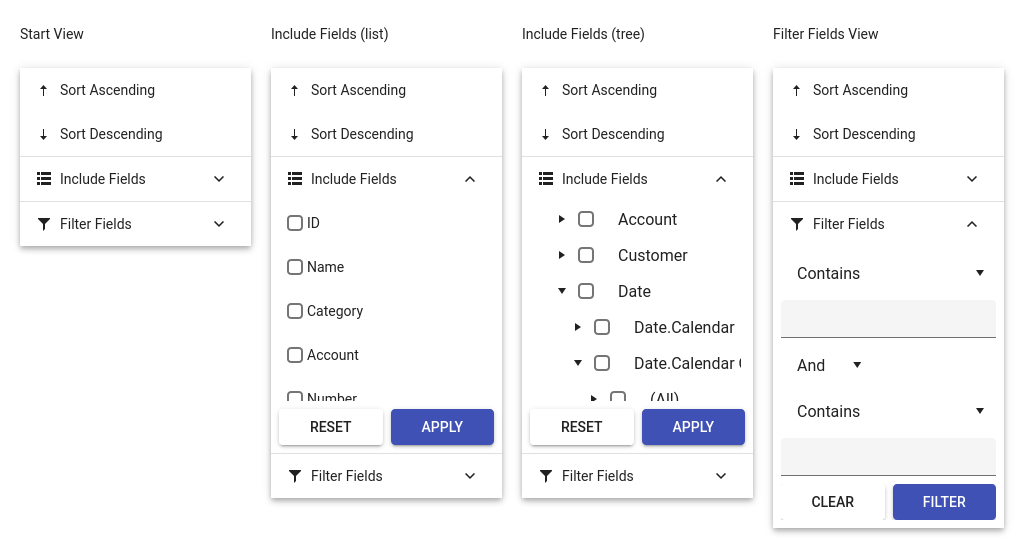 Start View
Sort Ascending
Sort Descending
Include Fields
Filter Fields
Include Fields (list)
Sort Ascending
Sort Descending
Include Fields
ID
Name
Category
Account
Number
RESET APPLY
Filter Fields
Include Fields (tree)
Sort Ascending
Sort Descending
Include Fields
Account
Customer
Date
Date.Calendar
Date.Calendar
(All)
RESET APPLY
Filter Fields
Filter Fields View
Sort Ascending
Sort Descending
Include Fields
Filter Fields
Contains
And
Contains
CLEAR FILTER